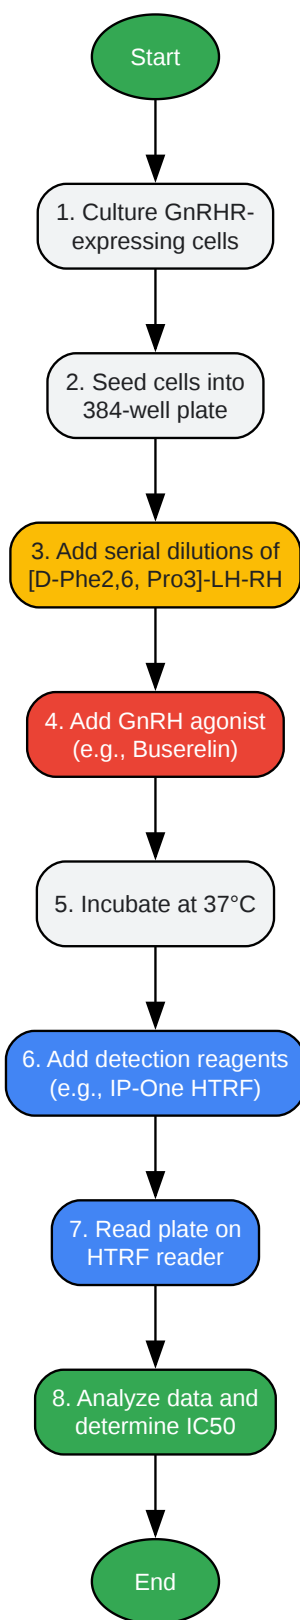 Start
1. Culture GnRHR-
expressing cells
2. Seed cells into
384-well plate
3. Add serial dilutions of
[D-Phe2,6, Pro3]-LH-RH
4. Add GnRH agonist
(e.g., Buserelin)
5. Incubate at 37°C
6. Add detection reagents
(e.g., IP-One HTRF)
7. Read plate on
HTRF reader
8. Analyze data and
determine IC50
End